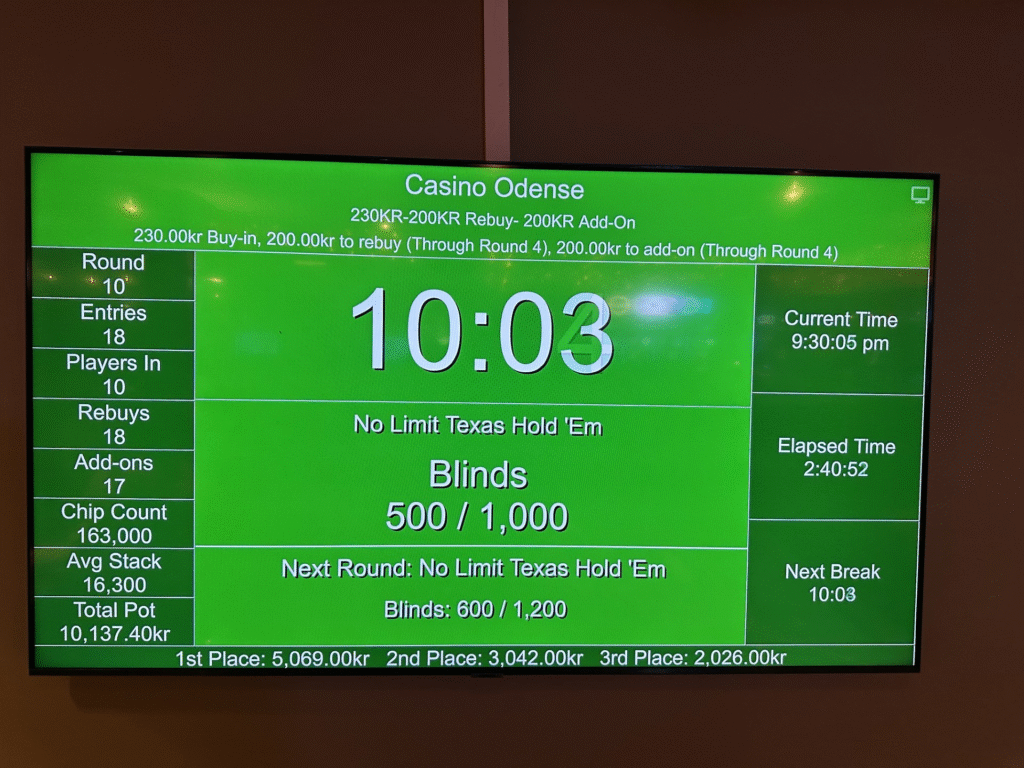 Casino Odense
230KR-200KR Rebuy- 200KR Add-On
230.00kr Buy-in, 200.00kr to rebuy (Through Round 4), 200.00kr to add-on (Through Round 4)
Round
10
Entries
18
Players In
10
Rebuys
18
Add-ons
17
Chip Count
163,000
Avg Stack
16,300
Total Pot
10,137.40kr
10:03
No Limit Texas Hold 'Em
Blinds
500 / 1,000
Next Round: No Limit Texas Hold 'Em
Blinds: 600 / 1,200
Current Time
9:30:05 pm
Elapsed Time
2:40:52
Next Break
10:03
1st Place: 5,069.00kr 2nd Place: 3,042.00kr 3rd Place: 2,026.00kr